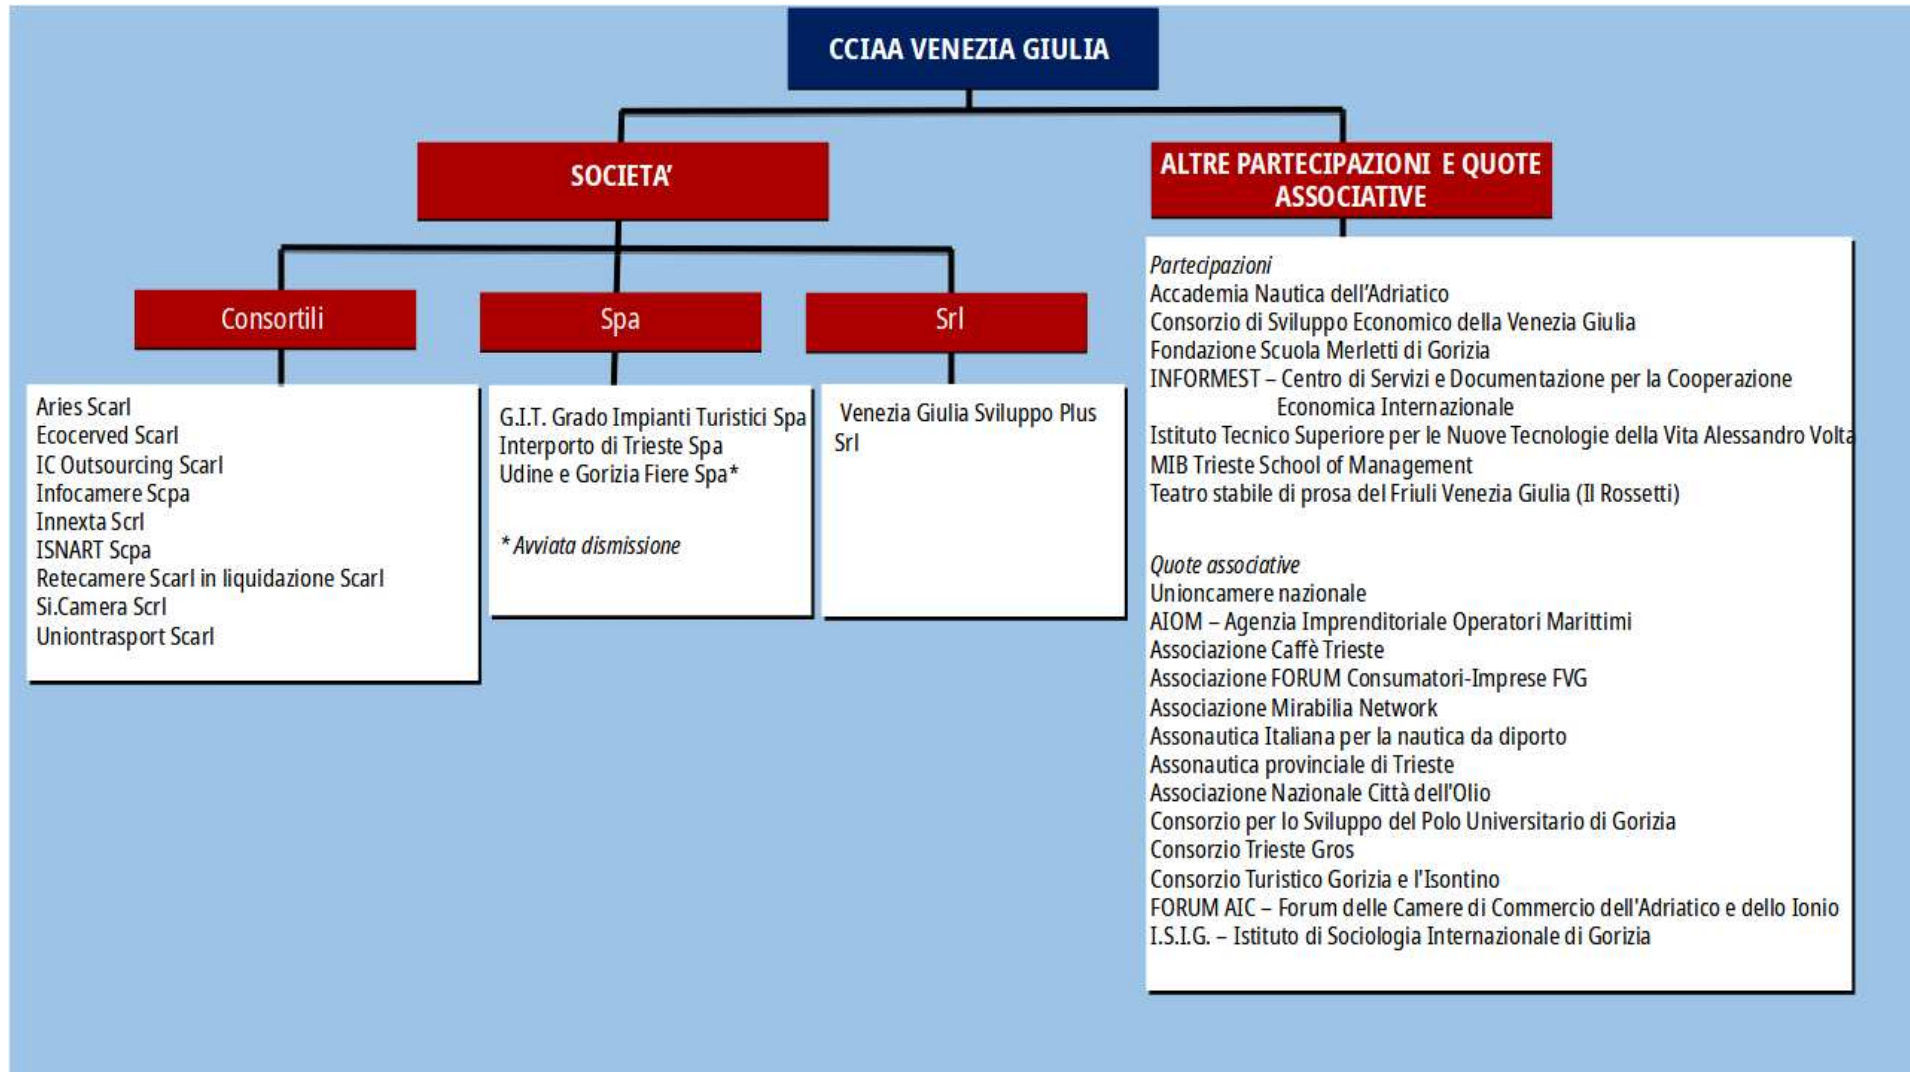 CCIAA VENEZIA GIULIA
SOCIETA'
ALTRE PARTECIPAZIONI E QUOTE
ASSOCIATIVE
Consortili
Aries Scarl
Ecocerved Scarl
IC Outsourcing Scarl
Infocamere Scpa
Innexta Scrl
ISNART Scpa
Retecamere Scarl in liquidazione Scarl
Si.Camera Scrl
Uniontrasport Scarl
Spa
G.I.T. Grado Impianti Turistici Spa
Interporto di Trieste Spa
Udine e Gorizia Fiere Spa*
* Avviata dismissione
Srl
Venezia Giulia Sviluppo Plus
Srl
Partecipazioni
Accademia Nautica dell'Adriatico
Consorzio di Sviluppo Economico della Venezia Giulia
Fondazione Scuola Merletti di Gorizia
INFORMEST – Centro di Servizi e Documentazione per la Cooperazione
Economica Internazionale
Istituto Tecnico Superiore per le Nuove Tecnologie della Vita Alessandro Volta
MIB Trieste School of Management
Teatro stabile di prosa del Friuli Venezia Giulia (Il Rossetti)
Quote associative
Unioncamere nazionale
AIOM – Agenzia Imprenditoriale Operatori Marittimi
Associazione Caffè Trieste
Associazione FORUM Consumatori-Imprese FVG
Associazione Mirabilia Network
Assonautica Italiana per la nautica da diporto
Assonautica provinciale di Trieste
Associazione Nazionale Città dell'Olio
Consorzio per lo Sviluppo del Polo Universitario di Gorizia
Consorzio Trieste Gros
Consorzio Turistico Gorizia e l'Isontino
FORUM AIC – Forum delle Camere di Commercio dell'Adriatico e dello Ionio
I.S.I.G. – Istituto di Sociologia Internazionale di Gorizia